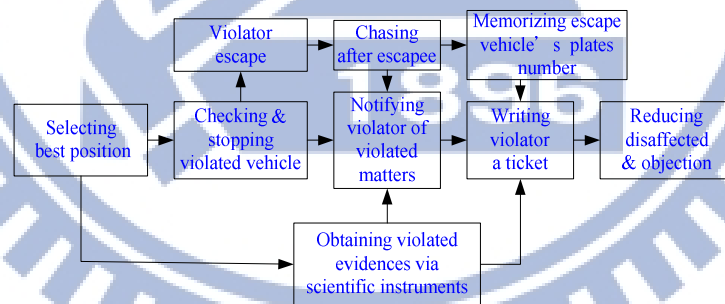 Violator
escape
Chasing
after escapee
Memorizing escape
vehicle’s plates
number
Selecting
best position
Checking &
stopping
violated vehicle
Notifying
violator of
violated
matters
Writing
violator
a ticket
Reducing
disaffected
& objection
Obtaining violated
evidences via
scientific instruments
1896